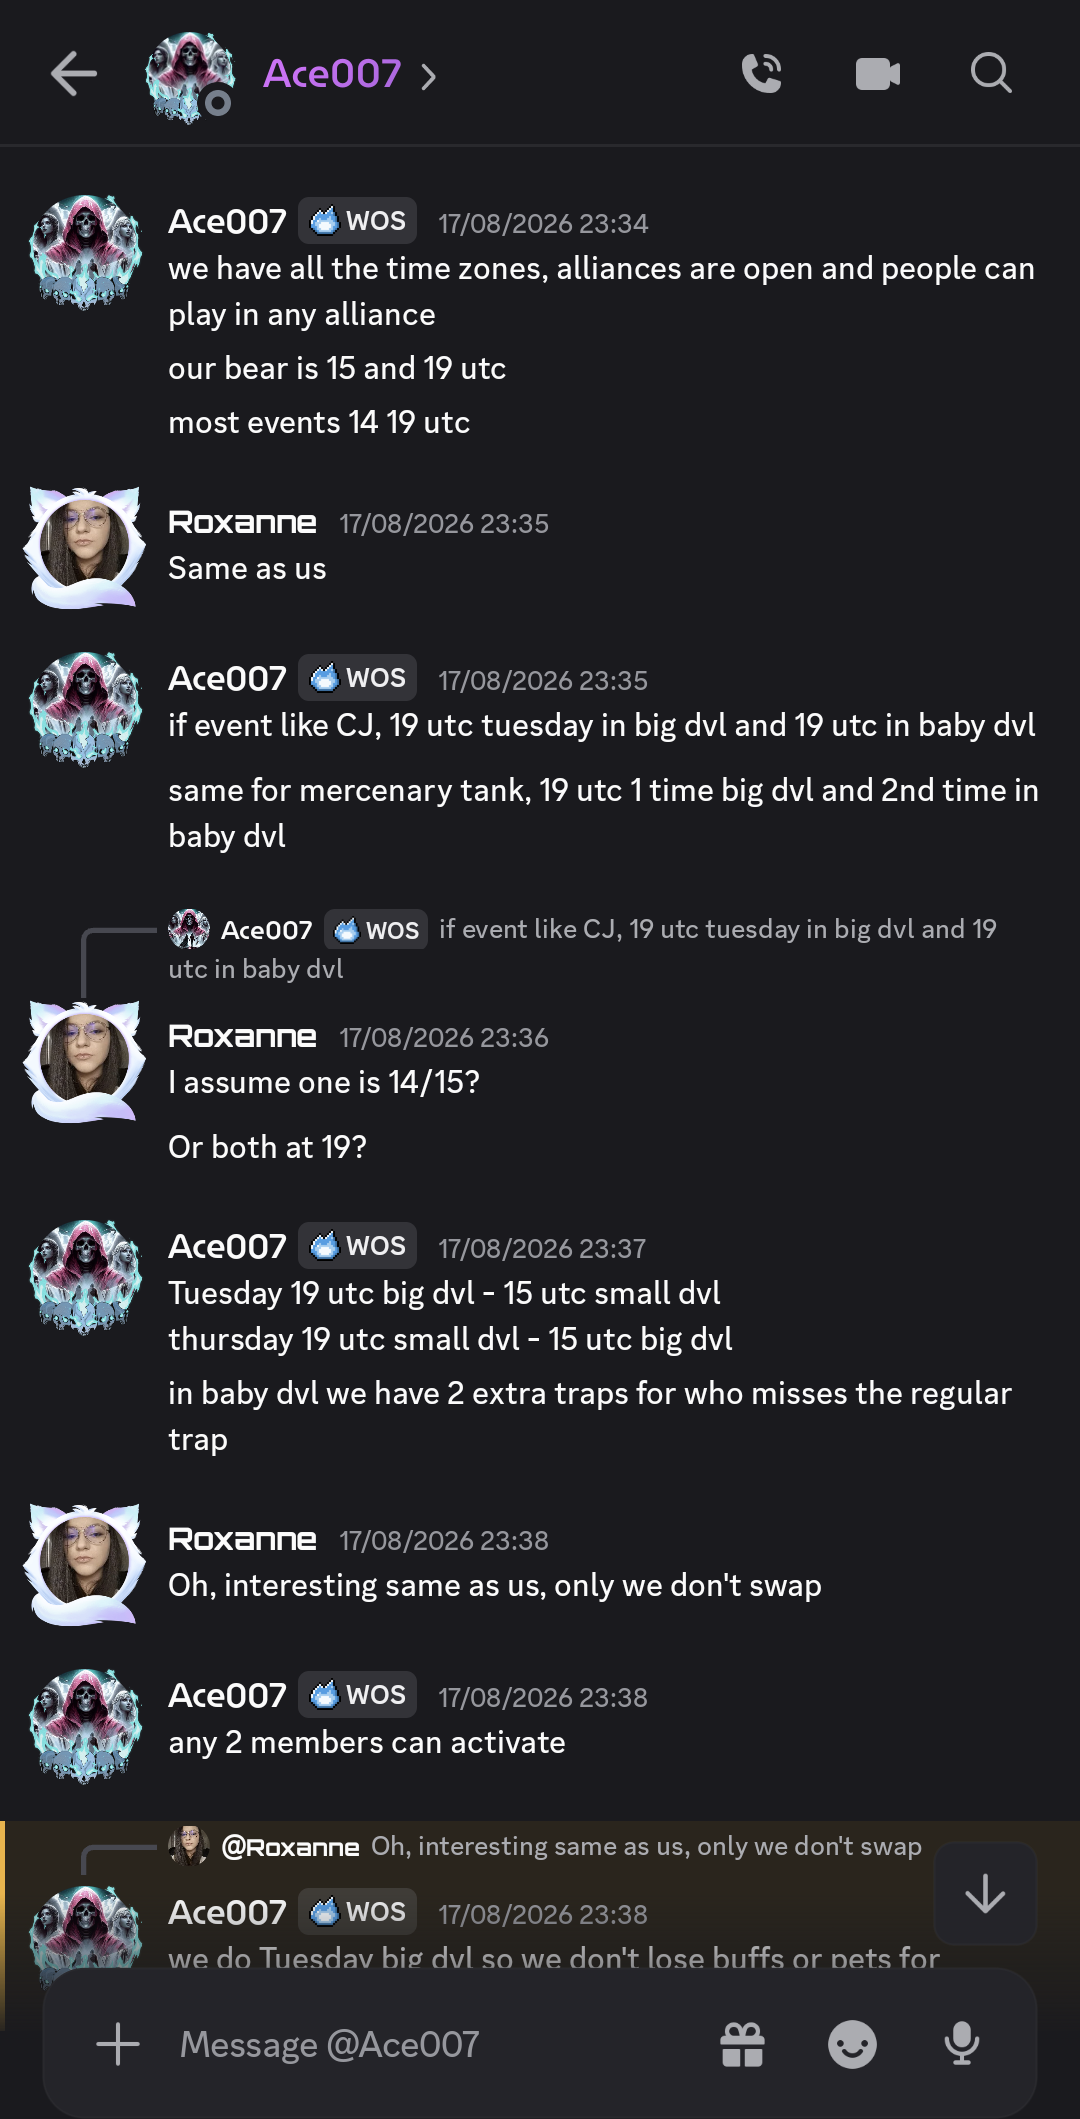 Ace007
Ace007 WOS 17/08/2026 23:34
we have all the time zones, alliances are open and people can
play in any alliance
our bear is 15 and 19 utc
most events 14 19 utc
Roxanne 17/08/2026 23:35
Same as us
Ace007 WOS 17/08/2026 23:35
if event like CJ, 19 utc tuesday in big dvl and 19 utc in baby dvl
same for mercenary tank, 19 utc 1 time big dvl and 2nd time in
baby dvl
Ace007 WOS if event like CJ, 19 utc tuesday in big dvl and 19
utc in baby dvl
Roxanne 17/08/2026 23:36
I assume one is 14/15?
Or both at 19?
Ace007 WOS 17/08/2026 23:37
Tuesday 19 utc big dvl - 15 utc small dvl
thursday 19 utc small dvl - 15 utc big dvl
in baby dvl we have 2 extra traps for who misses the regular
trap
Roxanne 17/08/2026 23:38
Oh, interesting same as us, only we don't swap
Ace007 WOS 17/08/2026 23:38
any 2 members can activate
@Roxanne Oh, interesting same as us, only we don't swap
Ace007 WOS 17/08/2026 23:38
we do Tuesday big dvl so we don't lose buffs or pets for
Message @Ace007